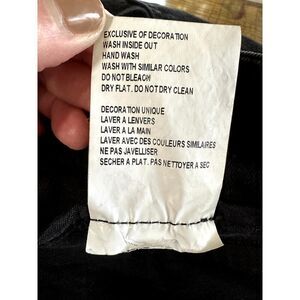 EXCLUSIVE OF DECORATION
WASH INSIDE OUT
HAND WASH
WASH WITH SIMILAR COLORS
DO NOT BLEACH
DRY FLAT. DO NOT DRY CLEAN
DECORATION UNIQUE
LAVER A LENVERS
LAVER A LA MAIN
LAVER AVEC DES COULEURS SIMILAIRES
NE PAS JAVELLISER
SECHER A PLAT. PAS NETTOYER A SEC